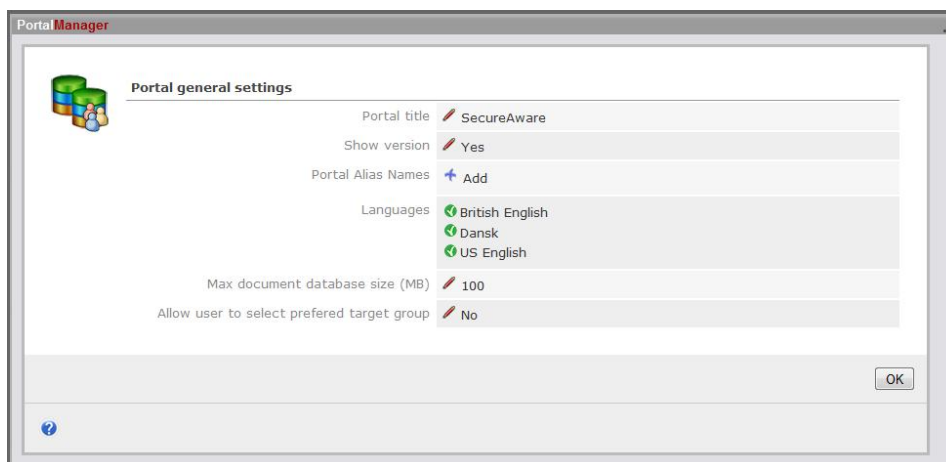 PortalManager
Portal general settings
Portal title SecureAware
Show version Yes
Portal Alias Names Add
Languages British English
Dansk
US English
Max document database size (MB) 100
Allow user to select prefered target group No
OK
?